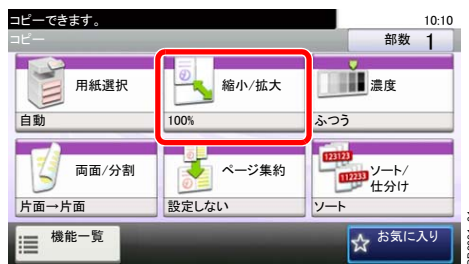 コピーできます。
10:10
コピー
部数 1
用紙選択
自動
縮小/拡大
100%
濃度
ふつう
両面/分割
片面→片面
ページ集約
設定しない
123123
112233
ソート/
仕分け
ソート
機能一覧
お気に入り